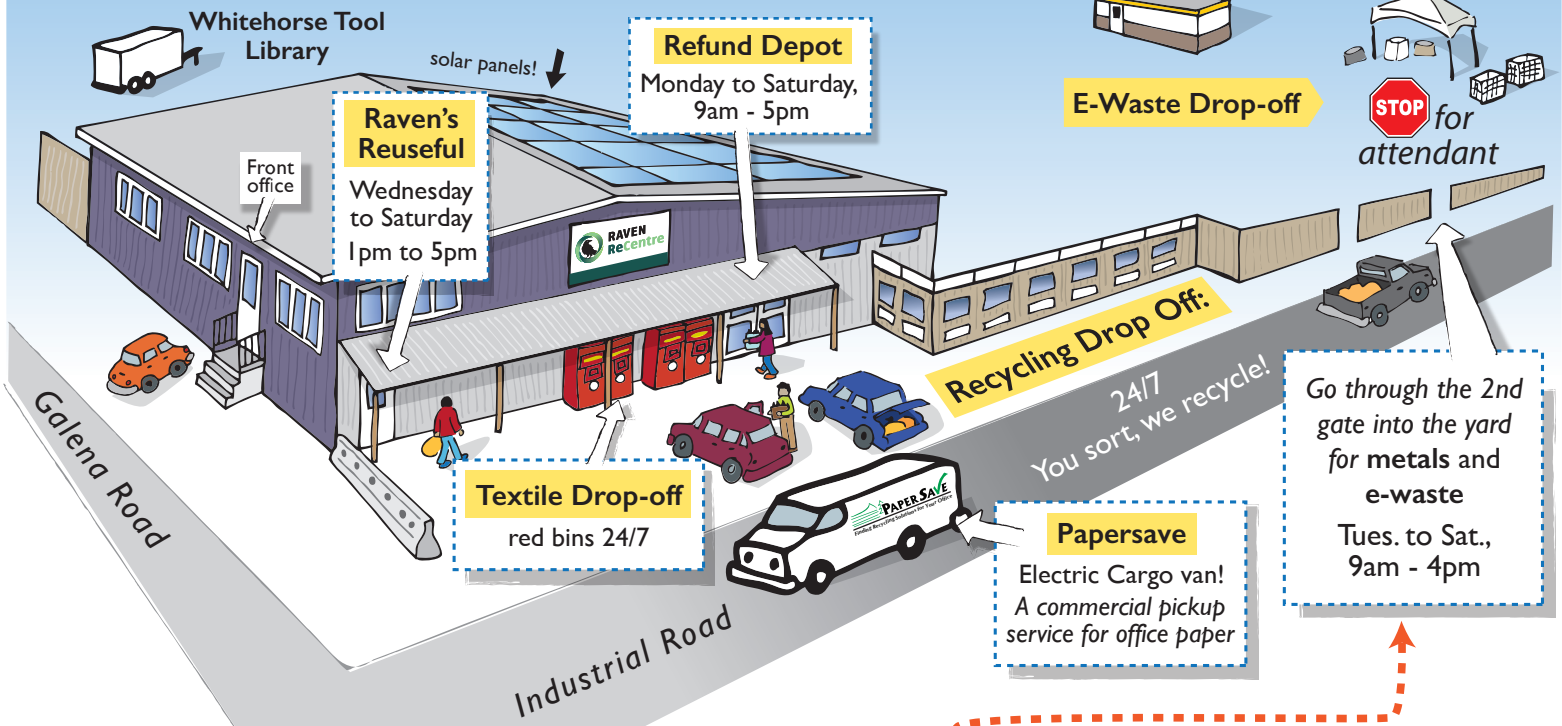 Whitehorse Tool
Library
solar panels!
Refund Depot
Monday to Saturday,
9am - 5pm
E-Waste Drop-off
STOP for
attendant
Raven's
Reuseful
Wednesday
to Saturday
1pm to 5pm
Front
office
RAVEN
ReCentre
Recycling Drop Off:
24/7
You sort, we recycle!
Go through the 2nd
gate into the yard
for metals and
e-waste
Tues. to Sat.,
9am - 4pm
Textile Drop-off
red bins 24/7
PAPERSAVE
Papersave
Electric Cargo van!
A commercial pickup
service for office paper
Galena Road
Industrial Road